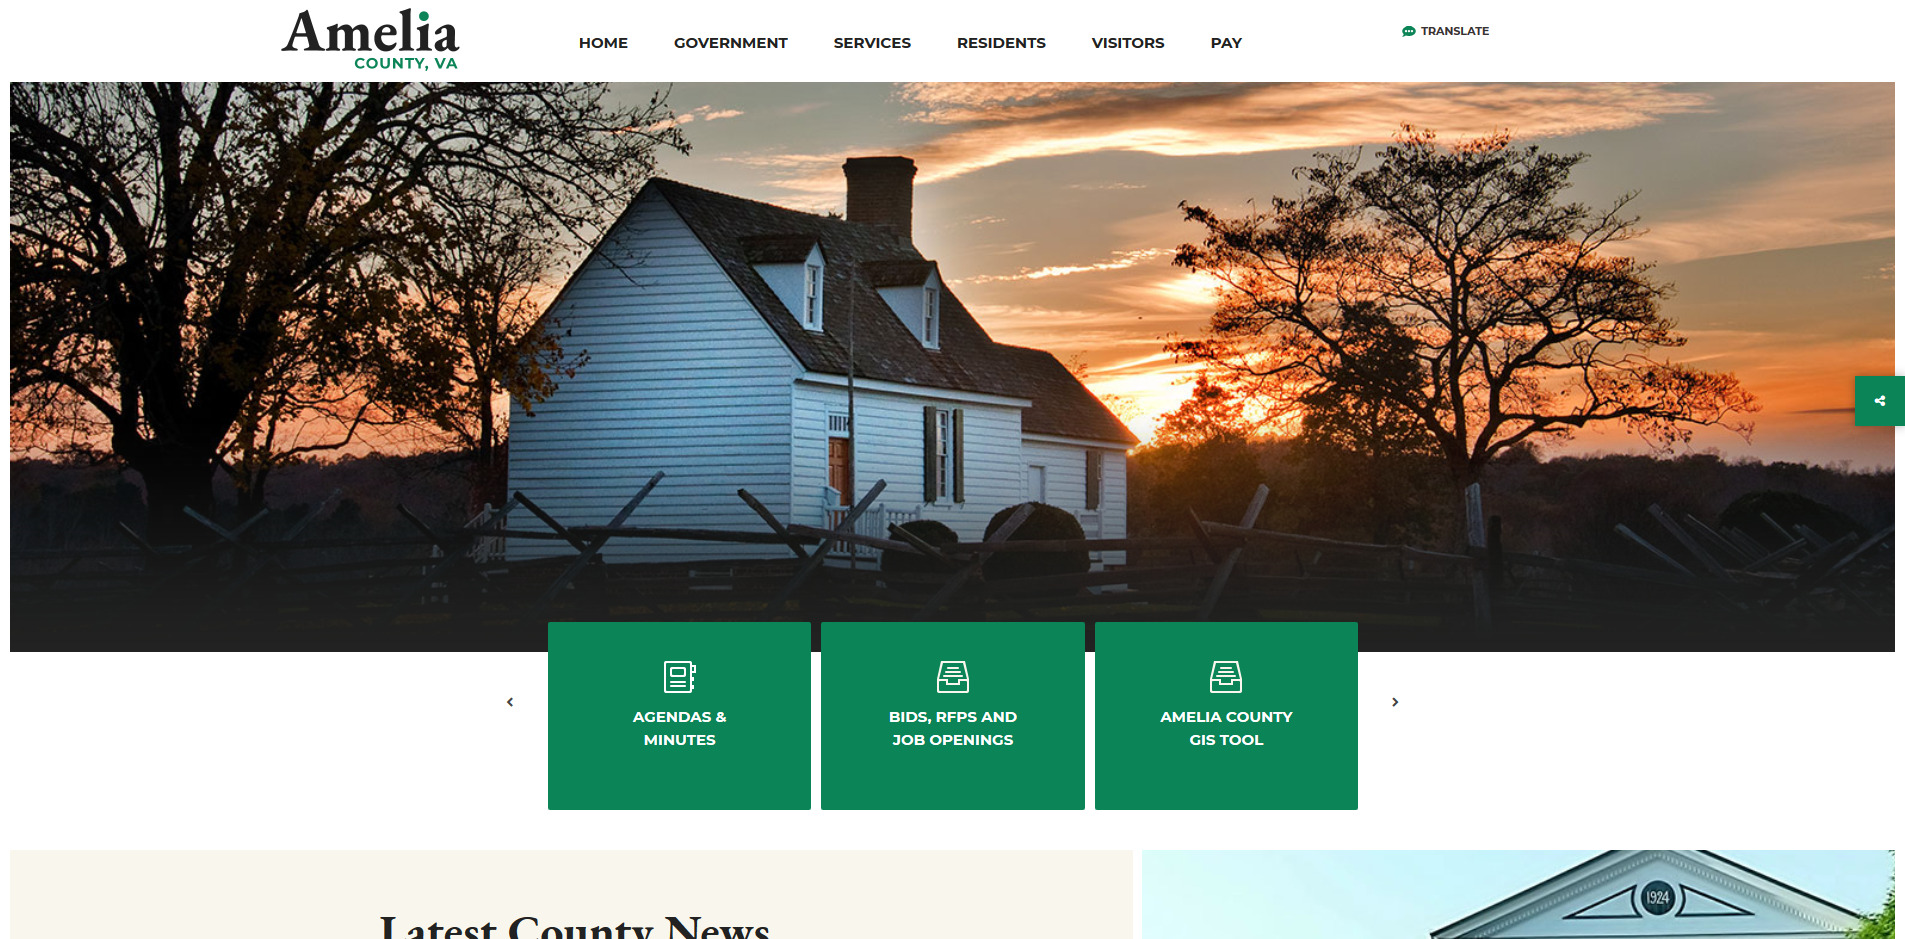 Amelia
COUNTY, VA
HOME GOVERNMENT SERVICES RESIDENTS VISITORS PAY
TRANSLATE
AGENDAS &
MINUTES
BIDS, RFPS AND
JOB OPENINGS
AMELIA COUNTY
GIS TOOL
Latest County News
1924